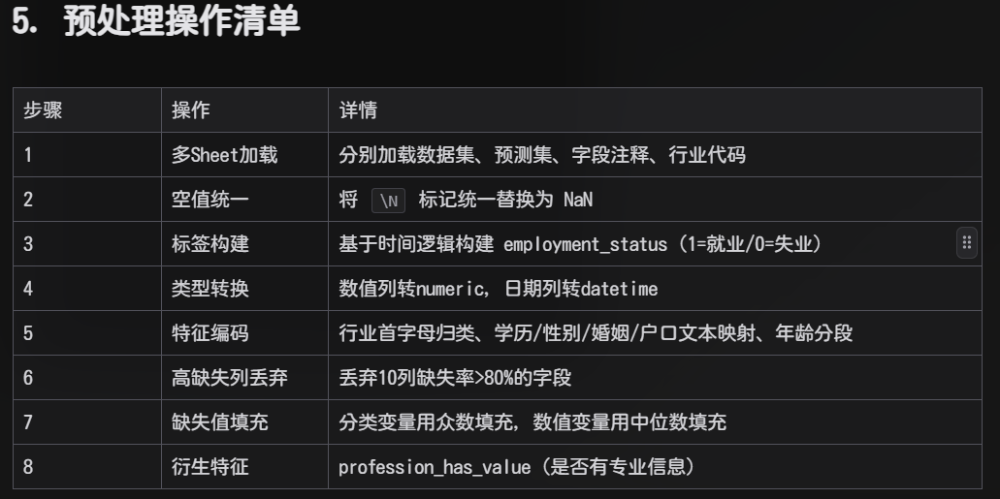 5. 预处理操作清单
步骤 操作 详情
1 多Sheet加载 分别加载数据集、预测集、字段注释、行业代码
2 空值统一 将 \N 标记统一替换为 NaN
3 标签构建 基于时间逻辑构建 employment_status（1=就业/0=失业）
4 类型转换 数值列转numeric，日期列转datetime
5 特征编码 行业首字母归类、学历/性别/婚姻/户口文本映射、年龄分段
6 高缺失列丢弃 丢弃10列缺失率>80%的字段
7 缺失值填充 分类变量用众数填充，数值变量用中位数填充
8 衍生特征 profession_has_value（是否有专业信息）